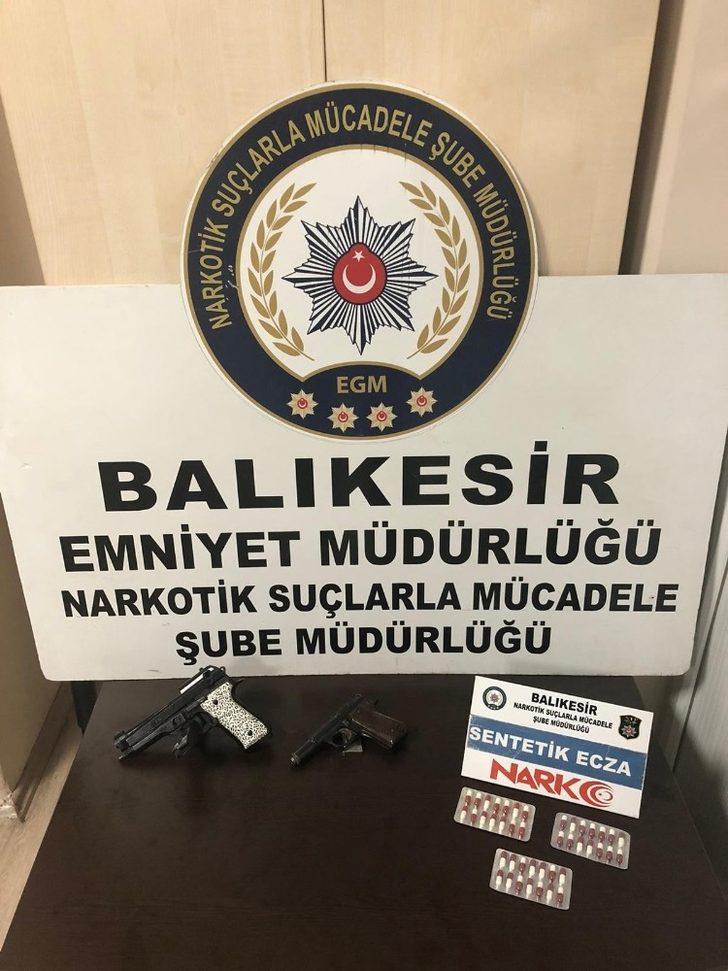 NARKOTİK SUÇLARLA MÜCADELE ŞUBE MÜDÜRLÜĞÜ
EGM
BALIKESİR
EMNİYET MÜDÜRLÜĞÜ
NARKOTİK SUÇLARLA MÜCADELE
ŞUBE MÜDÜRLÜĞÜ
BALIKESİR
NARKOTİK SUÇLARLA MÜCADELE
ŞUBE MÜDÜRLÜĞÜ
SENTETİK ECZA
NARKO